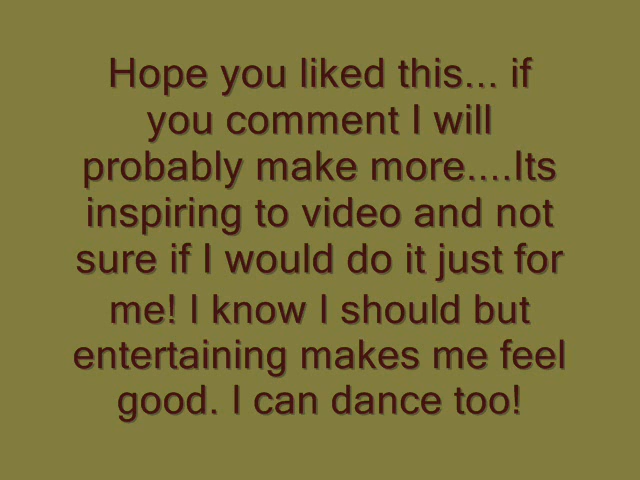 Hope you liked this... if
you comment I will
probably make more....Its
inspiring to video and not
sure if I would do it just for
me! I know I should but
entertaining makes me feel
good. I can dance too!